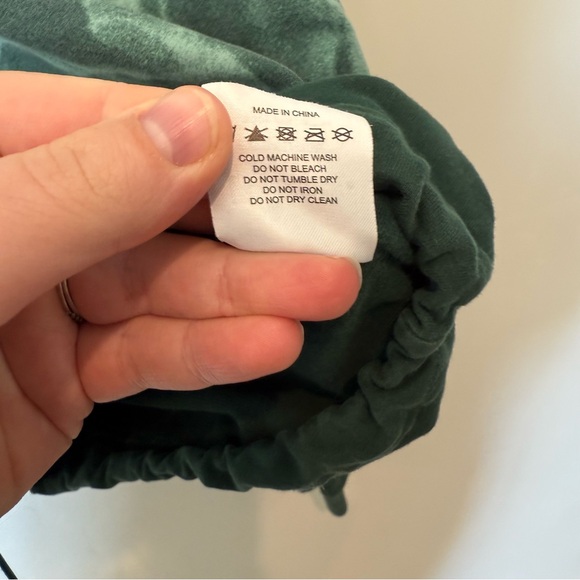 MADE IN CHINA
COLD MACHINE WASH
DO NOT BLEACH
DO NOT TUMBLE DRY
DO NOT IRON
DO NOT DRY CLEAN